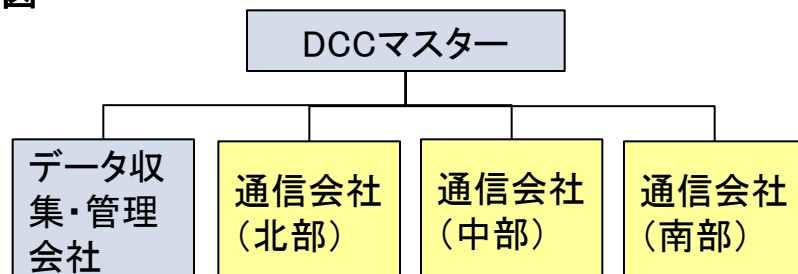 図
DCCマスター
データ収
集・管理
会社
通信会社
（北部）
通信会社
（中部）
通信会社
（南部）